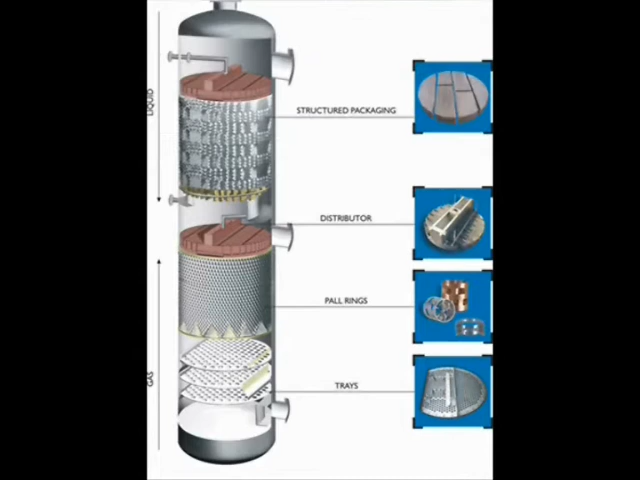 LIQUID
STRUCTURED PACKAGING
DISTRIBUTOR
PALL RINGS
GAS
TRAYS